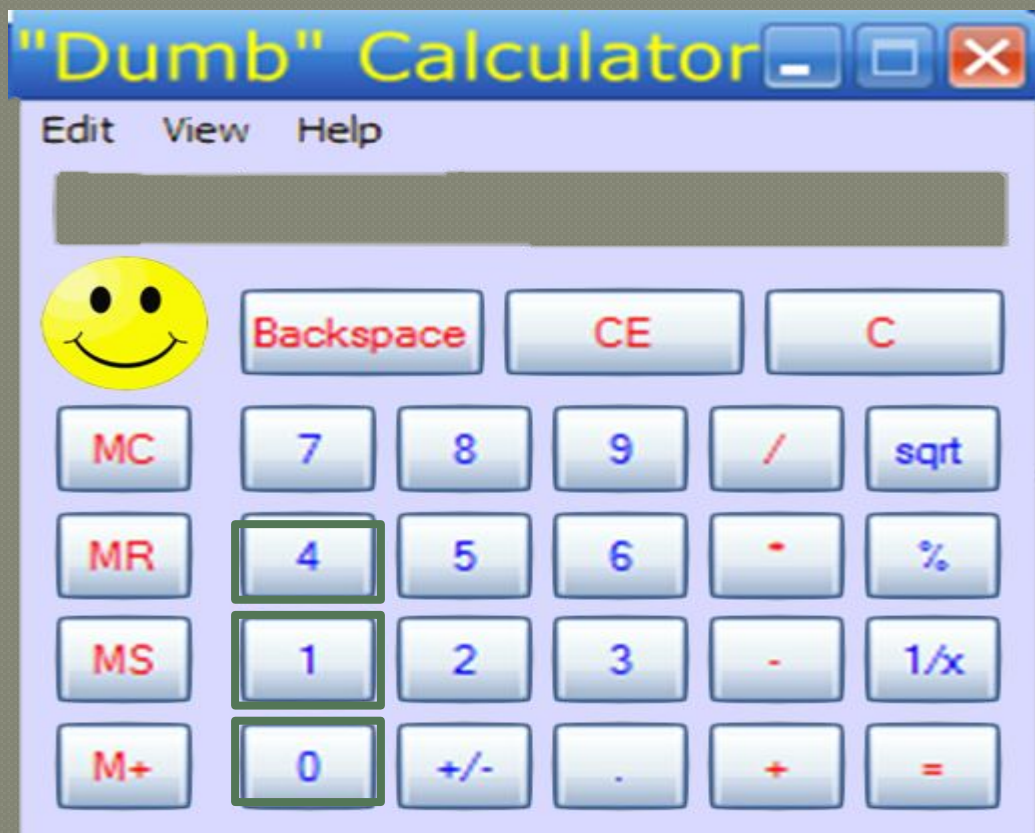 "Dumb" Calculator
Edit View Help
Backspace CE C
MC 7 8 9 / sqrt
MR 4 5 6 * %
MS 1 2 3 - 1/x
M+ 0 +/- . + =